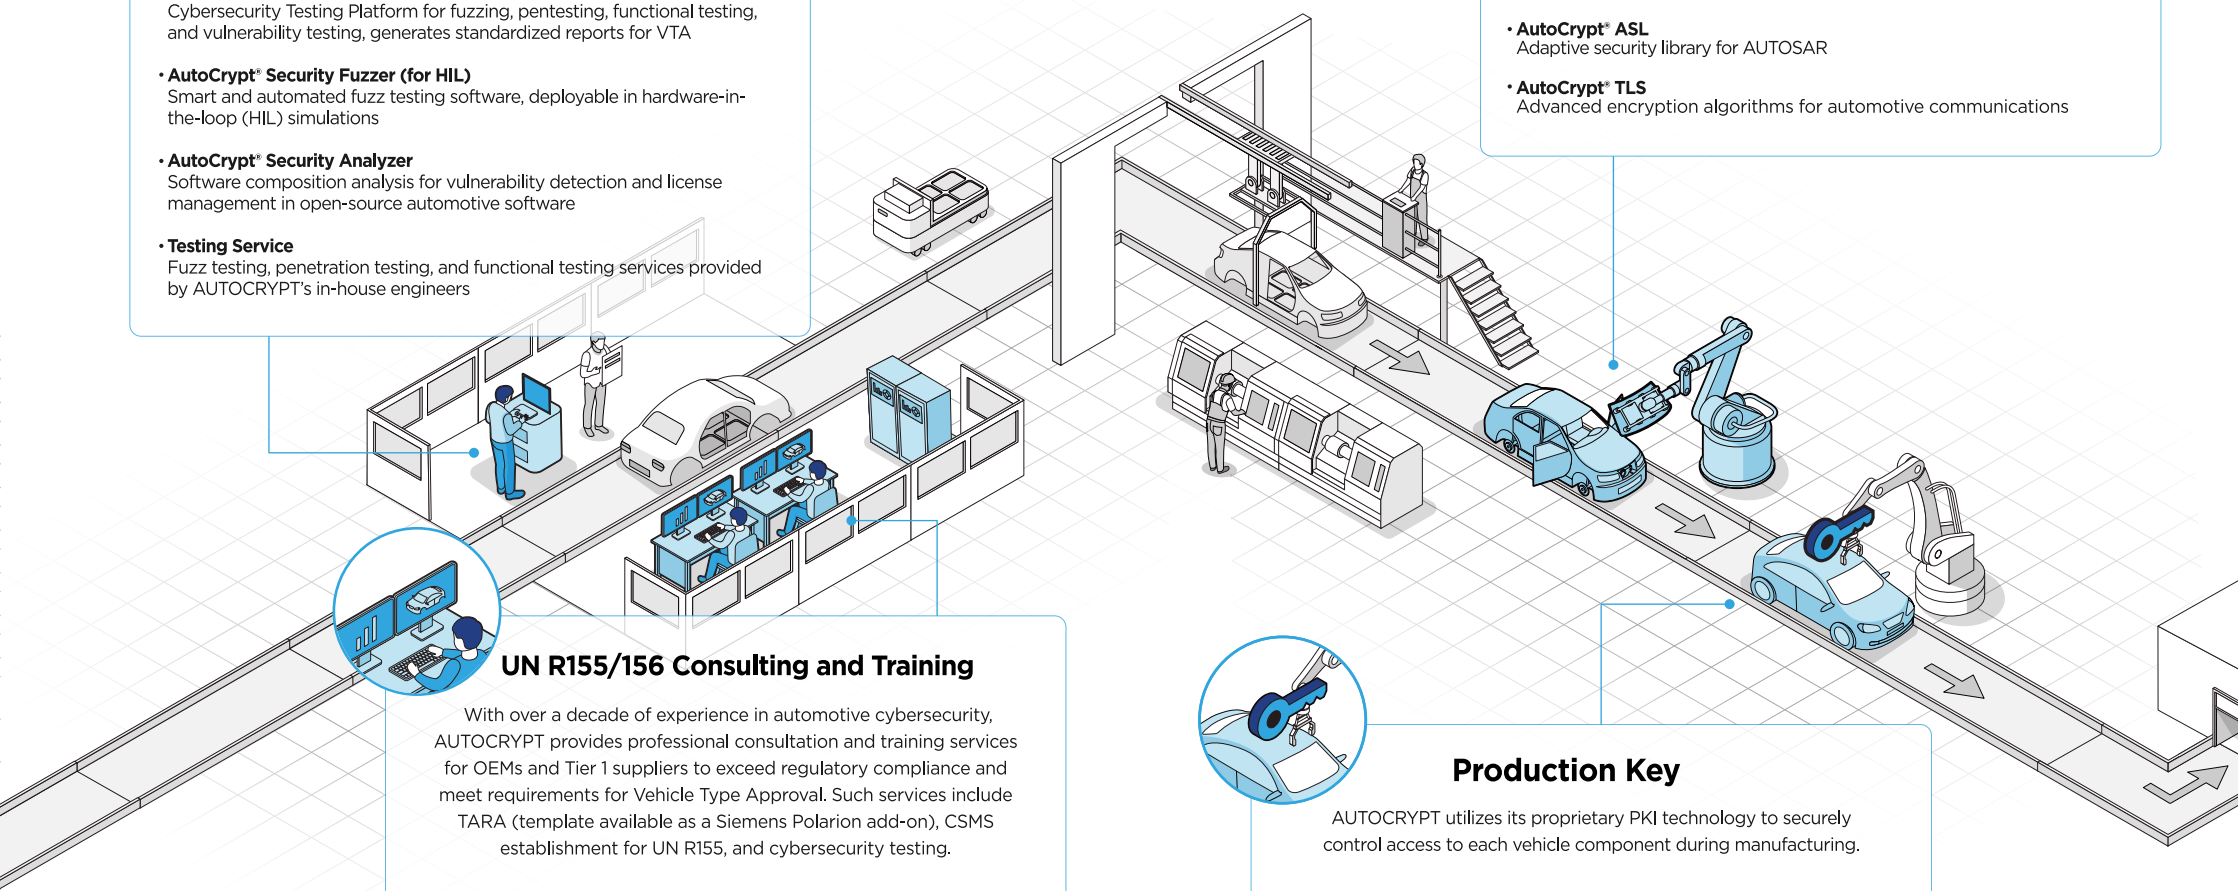 Cybersecurity Testing Platform for fuzzing, pentesting, functional testing,
and vulnerability testing, generates standardized reports for VTA
• AutoCrypt® Security Fuzzer (for HIL)
Smart and automated fuzz testing software, deployable in hardware-in-
the-loop (HIL) simulations
• AutoCrypt® Security Analyzer
Software composition analysis for vulnerability detection and license
management in open-source automotive software
• Testing Service
Fuzz testing, penetration testing, and functional testing services provided
by AUTOCRYPT's in-house engineers
• AutoCrypt® ASL
Adaptive security library for AUTOSAR
• AutoCrypt® TLS
Advanced encryption algorithms for automotive communications
UN R155/156 Consulting and Training
With over a decade of experience in automotive cybersecurity,
AUTOCRYPT provides professional consultation and training services
for OEMs and Tier 1 suppliers to exceed regulatory compliance and
meet requirements for Vehicle Type Approval. Such services include
TARA (template available as a Siemens Polarion add-on), CSMS
establishment for UN R155, and cybersecurity testing.
Production Key
AUTOCRYPT utilizes its proprietary PKI technology to securely
control access to each vehicle component during manufacturing.